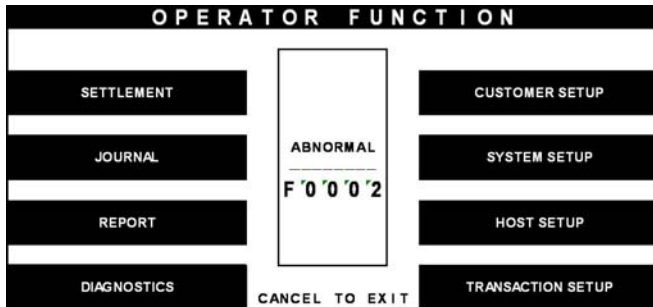 OPERATOR FUNCTION
SETTLEMENT
JOURNAL
REPORT
DIAGNOSTICS
ABNORMAL
F0002
CUSTOMER SETUP
SYSTEM SETUP
HOST SETUP
TRANSACTION SETUP
CANCEL TO EXIT